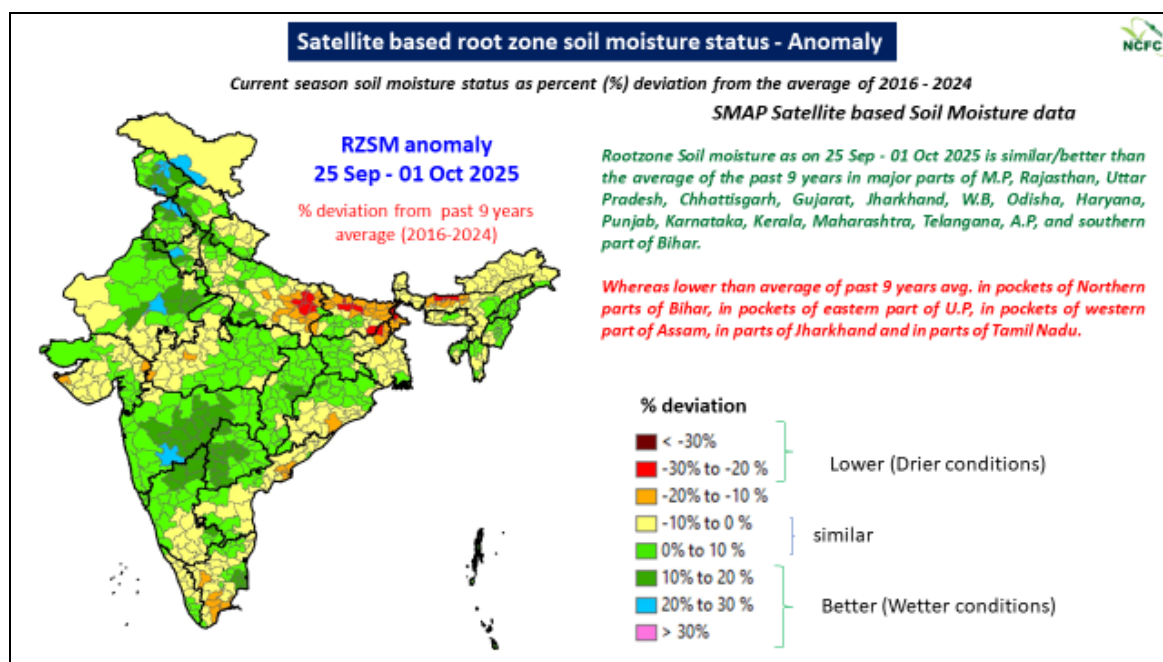 Satellite based root zone soil moisture status - Anomaly
NCFC
Current season soil moisture status as percent (%) deviation from the average of 2016 - 2024
SMAP Satellite based Soil Moisture data
RZSM anomaly
25 Sep - 01 Oct 2025
% deviation from past 9 years
average (2016-2024)
Rootzone Soil moisture as on 25 Sep - 01 Oct 2025 is similar/better than
the average of the past 9 years in major parts of M.P, Rajasthan, Uttar
Pradesh, Chhattisgarh, Gujarat, Jharkhand, W.B, Odisha, Haryana,
Punjab, Karnataka, Kerala, Maharashtra, Telangana, A.P, and southern
part of Bihar.
Whereas lower than average of past 9 years avg. in pockets of Northern
parts of Bihar, in pockets of eastern part of U.P, in pockets of western
part of Assam, in parts of Jharkhand and in parts of Tamil Nadu.
% deviation
< -30%
-30% to -20 %
Lower (Drier conditions)
-20% to -10 %
-10% to 0 %
similar
0% to 10 %
10% to 20 %
20% to 30 %
Better (Wetter conditions)
> 30%